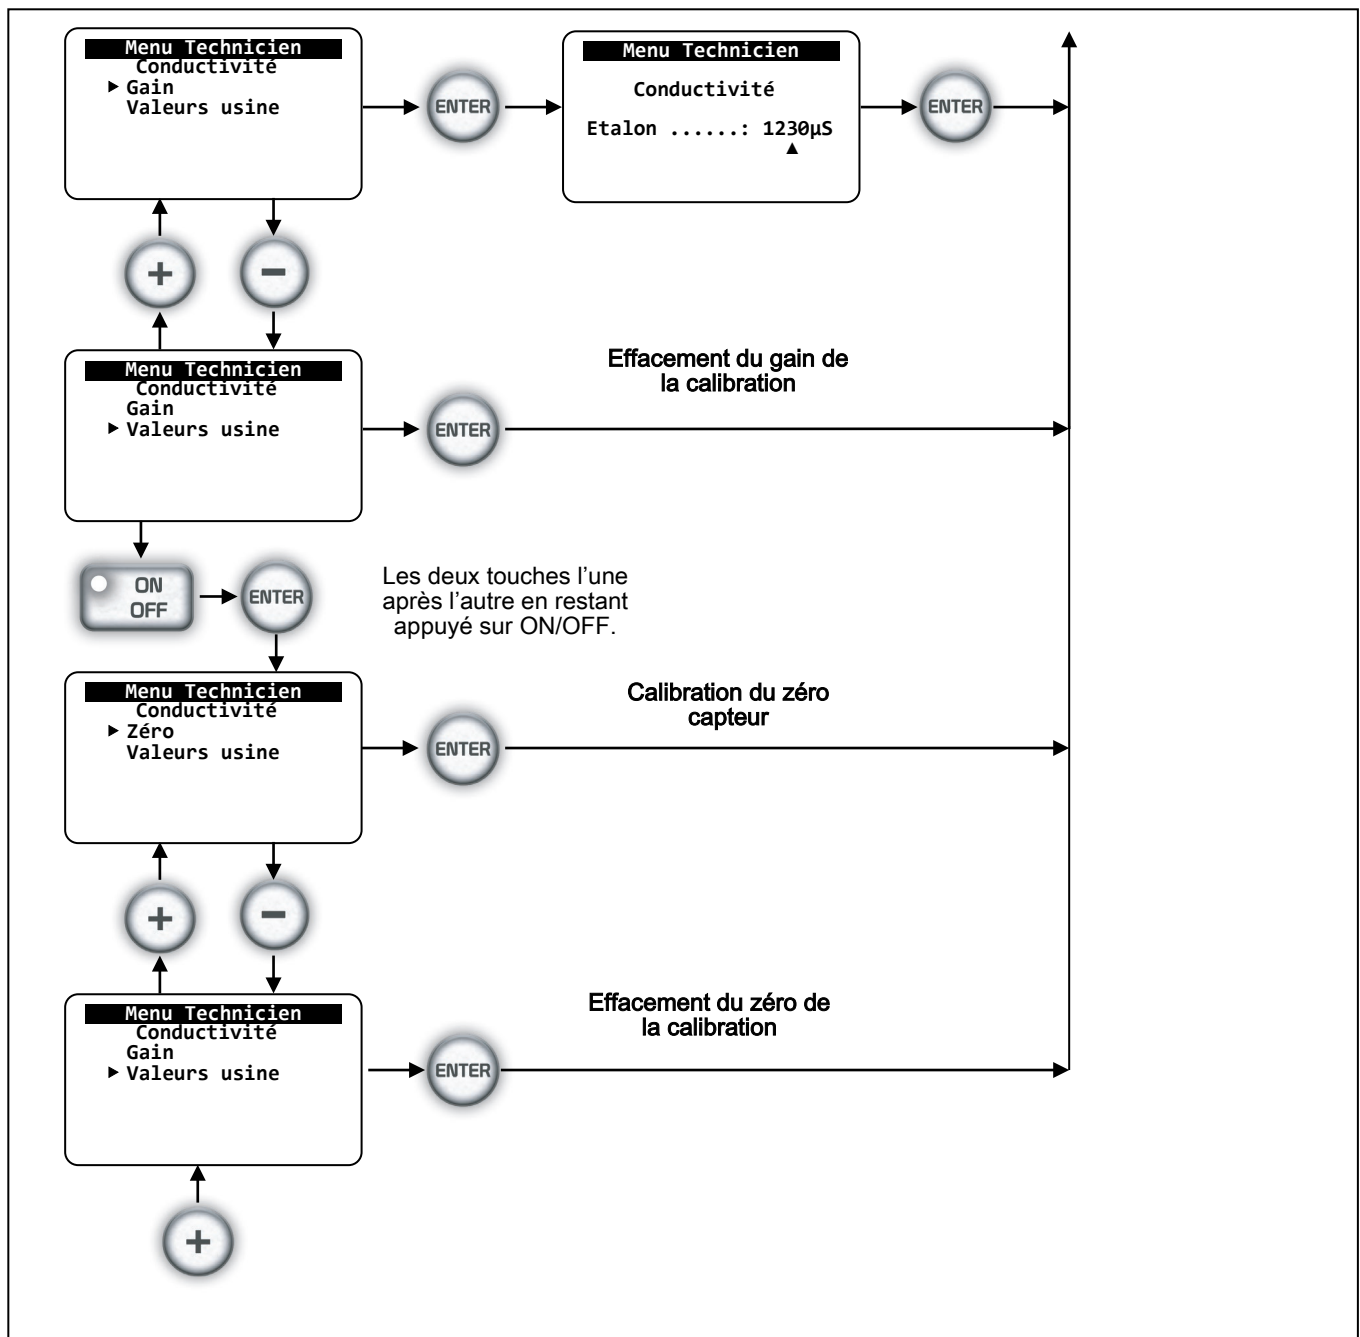 Menu Technicien
Conductivité
▶ Gain
Valeurs usine
ENTER
Menu Technicien
Conductivité
Etalon ......: 1230µS
▲
ENTER
+
-
Menu Technicien
Conductivité
Gain
▶ Valeurs usine
ENTER
Effacement du gain de
la calibration
ON
OFF
ENTER
Les deux touches l’une
après l’autre en restant
appuyé sur ON/OFF.
Menu Technicien
Conductivité
▶ Zéro
Valeurs usine
ENTER
Calibration du zéro
capteur
+
-
Menu Technicien
Conductivité
Gain
▶ Valeurs usine
ENTER
Effacement du zéro de
la calibration
+